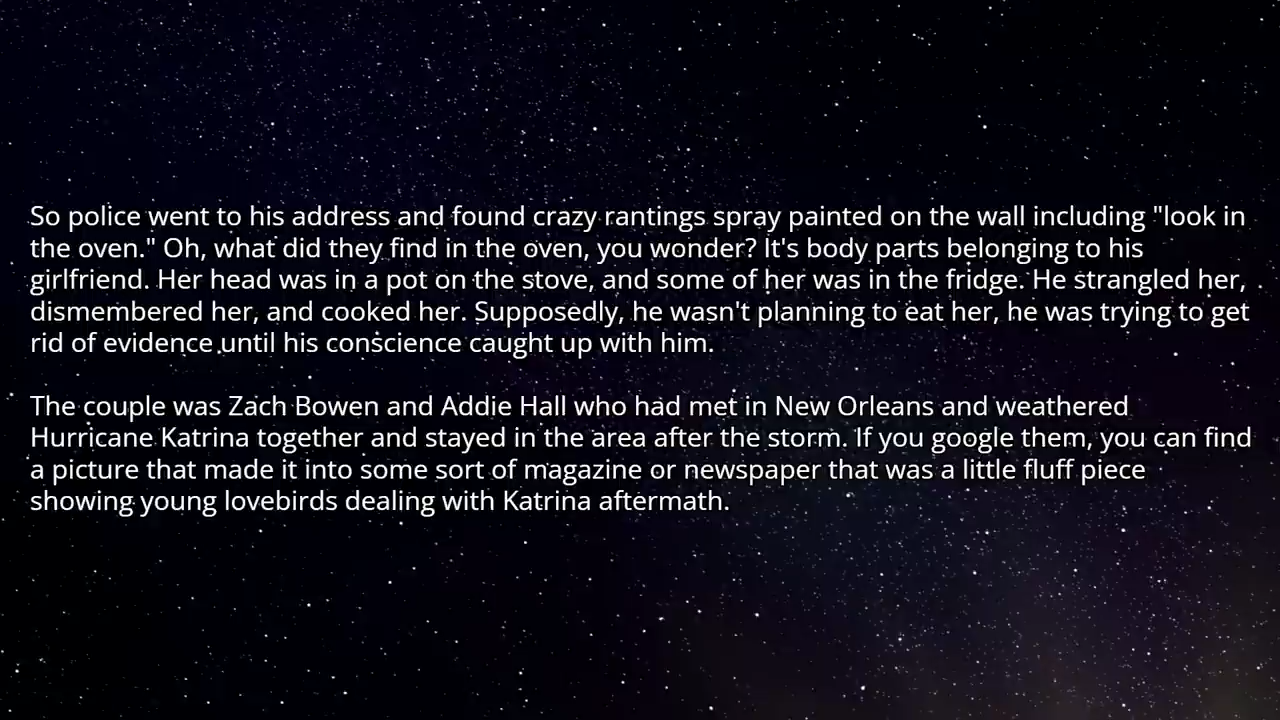 So police went to his address and found crazy rantings spray painted on the wall including "look in
the oven." Oh, what did they find in the oven, you wonder? It's body parts belonging to his
girlfriend. Her head was in a pot on the stove, and some of her was in the fridge. He strangled her,
dismembered her, and cooked her. Supposedly, he wasn't planning to eat her, he was trying to get
rid of evidence until his conscience caught up with him.
The couple was Zach Bowen and Addie Hall who had met in New Orleans and weathered
Hurricane Katrina together and stayed in the area after the storm. If you google them, you can find
a picture that made it into some sort of magazine or newspaper that was a little fluff piece
showing young lovebirds dealing with Katrina aftermath.